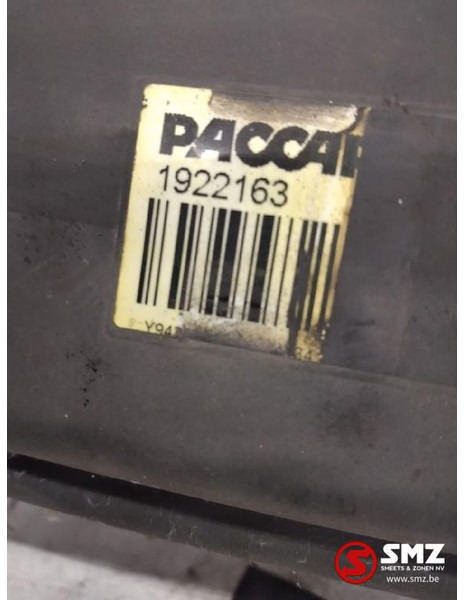 PACCAR
1922163
SMZ
SHEETS & ZONEN NV
www.smz.be